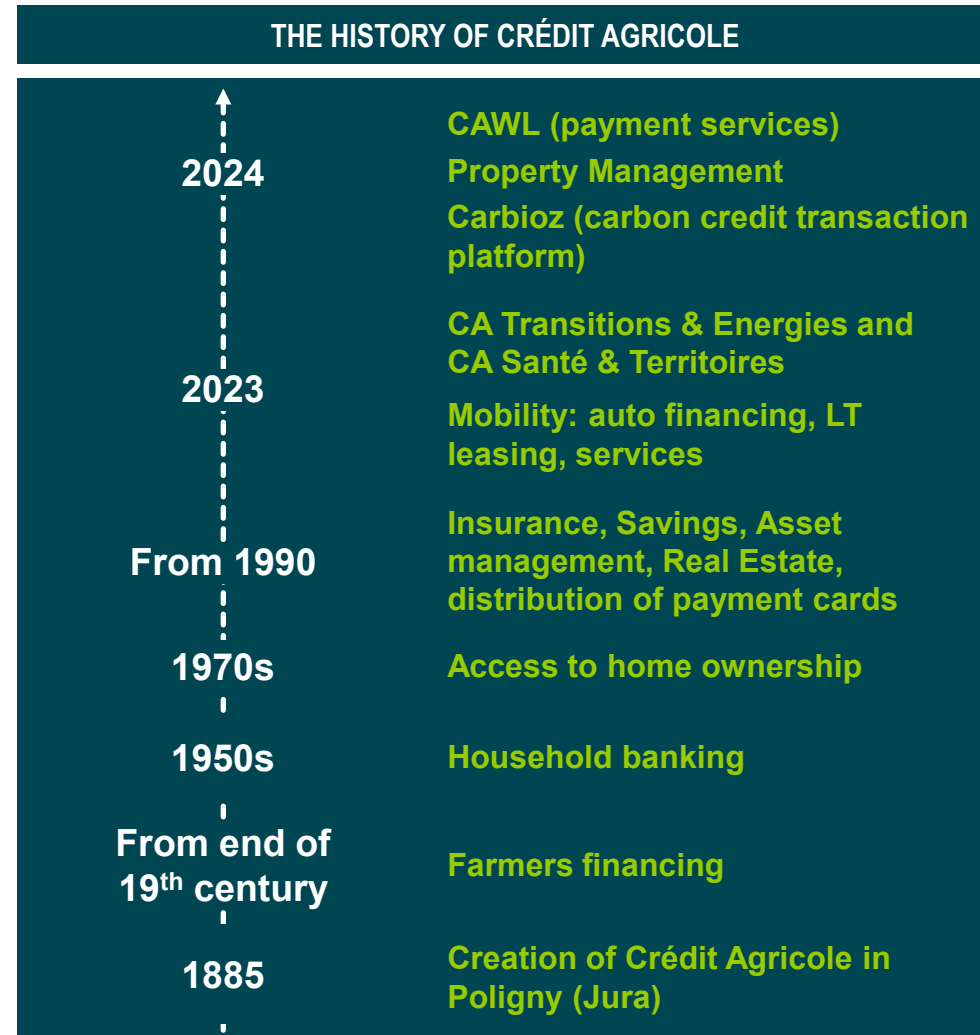 THE HISTORY OF CRÉDIT AGRICOLE
2024
CAWL (payment services)
Property Management
Carbioz (carbon credit transaction
platform)
2023
CA Transitions & Energies and
CA Santé & Territoires
Mobility: auto financing, LT
leasing, services
From 1990
Insurance, Savings, Asset
management, Real Estate,
distribution of payment cards
1970s
Access to home ownership
1950s
Household banking
From end of
19th century
Farmers financing
1885
Creation of Crédit Agricole in
Poligny (Jura)